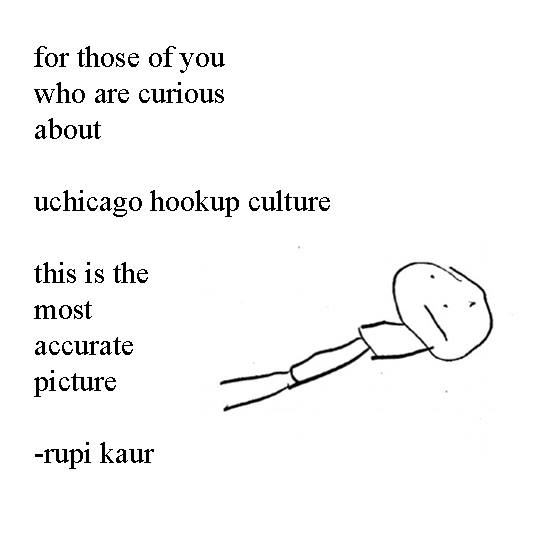 for those of you
who are curious
about
uchicago hookup culture
this is the
most
accurate
picture
-rupi kaur